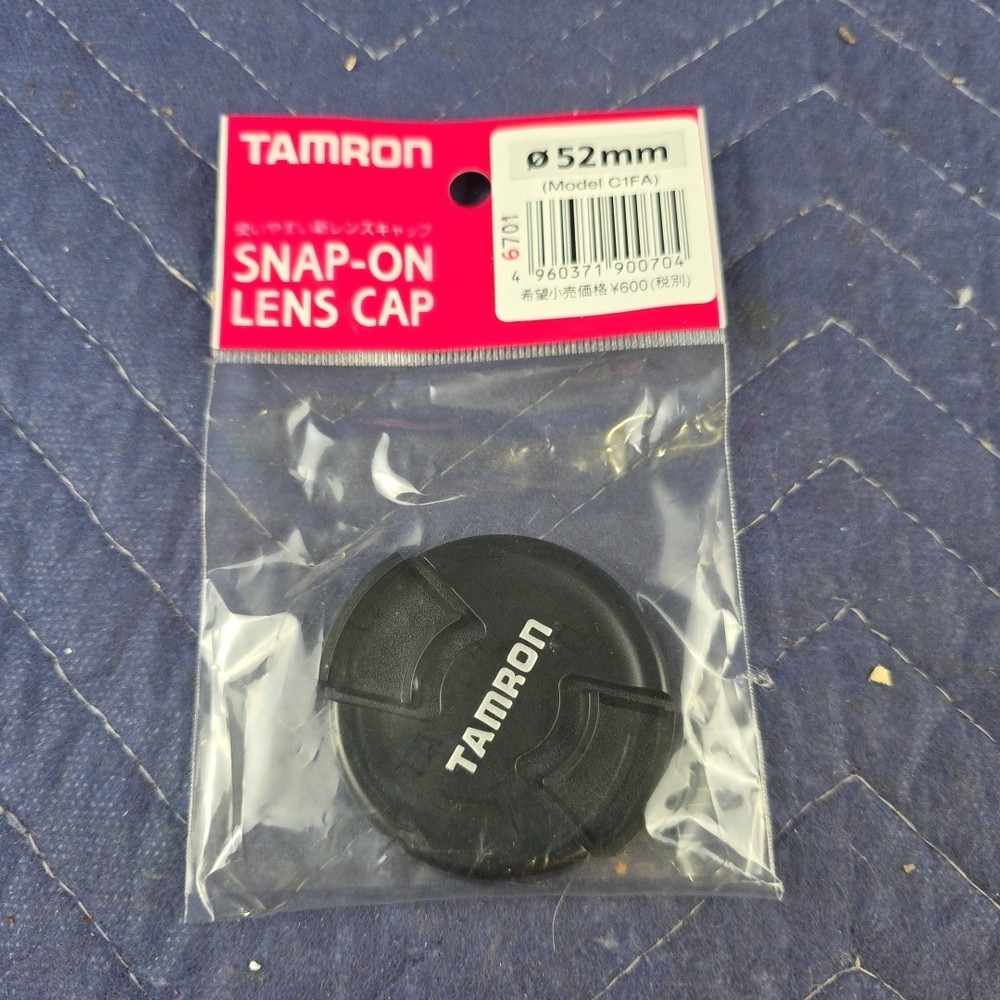 TAMRON
使いやすい新レンズキャップ
SNAP-ON
LENS CAP
ø52mm
(Model C1FA)
6701
4 960371 900704
希望小売価格 ¥600(税別)
TAMRON